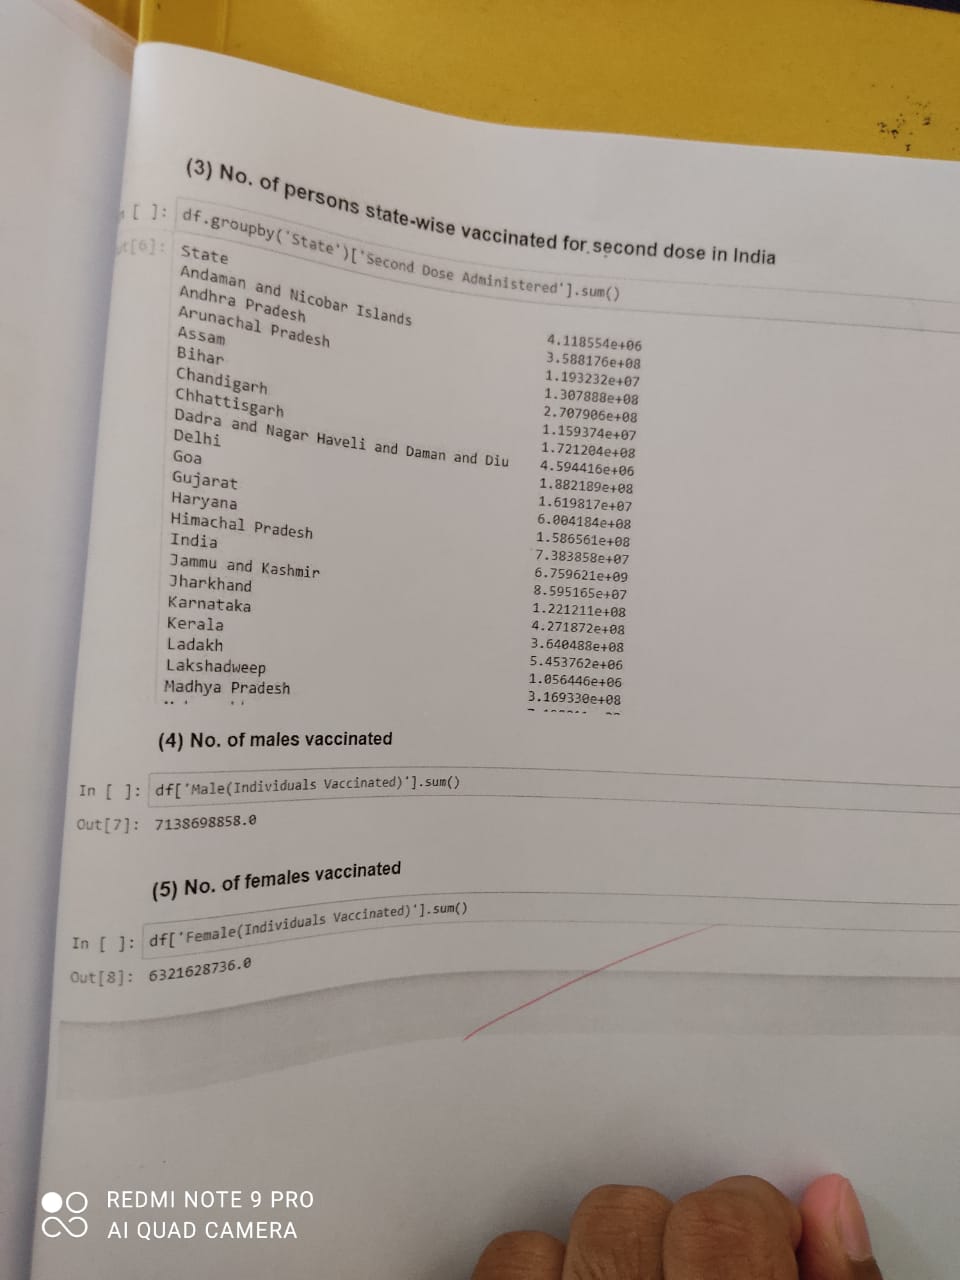 (3) No. of persons state-wise vaccinated for second dose in India
[ ]: df.groupby('State')['Second Dose Administered'].sum()
[6]: State
Andaman and Nicobar Islands 4.118554e+06
Andhra Pradesh 3.588176e+08
Arunachal Pradesh 1.193232e+07
Assam 1.307888e+08
Bihar 2.707906e+08
Chandigarh 1.159374e+07
Chhattisgarh 1.721204e+08
Dadra and Nagar Haveli and Daman and Diu 4.594416e+06
Delhi 1.882189e+08
Goa 1.619817e+07
Gujarat 6.004184e+08
Haryana 1.586561e+08
Himachal Pradesh 7.383858e+07
India 6.759621e+09
Jammu and Kashmir 8.595165e+07
Jharkhand 1.221211e+08
Karnataka 4.271872e+08
Kerala 3.640488e+08
Ladakh 5.453762e+06
Lakshadweep 1.056446e+06
Madhya Pradesh 3.169330e+08
(4) No. of males vaccinated
In [ ]: df['Male(Individuals Vaccinated)'].sum()
Out[7]: 7138698858.0
(5) No. of females vaccinated
In [ ]: df['Female(Individuals Vaccinated)'].sum()
Out[8]: 6321628736.0
REDMI NOTE 9 PRO
AI QUAD CAMERA